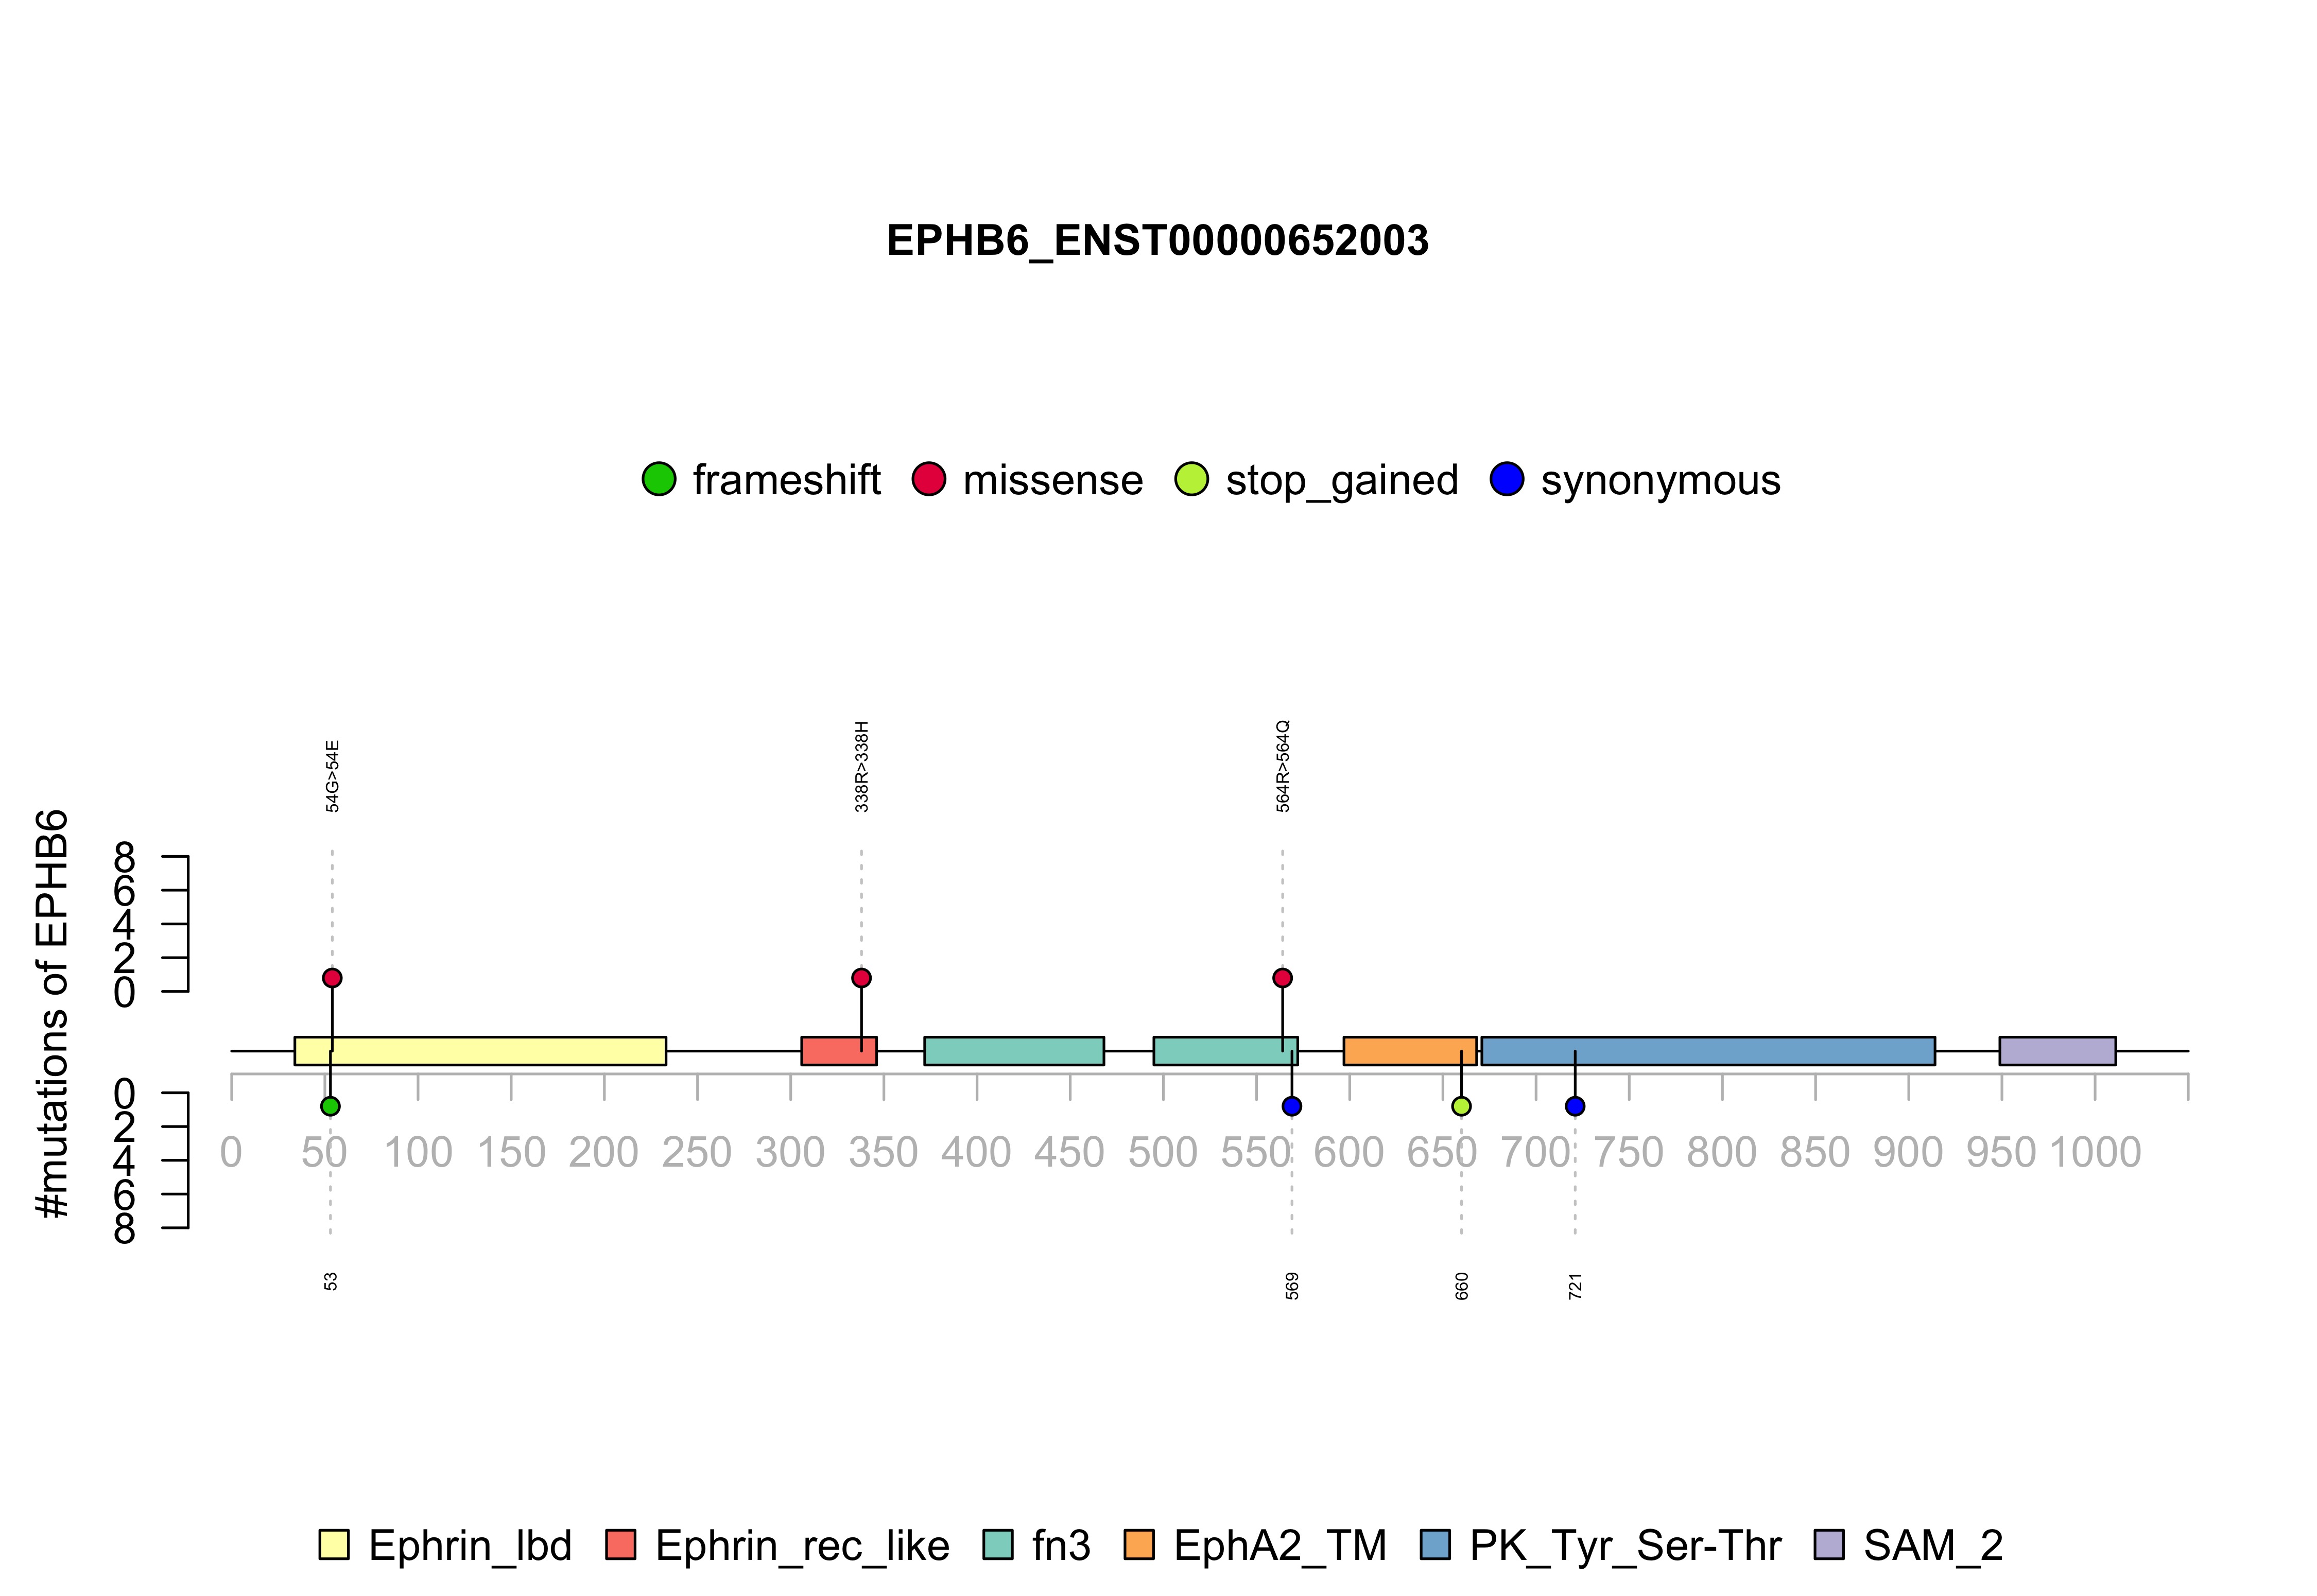 EPHB6_ENST00000652003
frameshift missense stop_gained synonymous
54G>54E 338R>338H 564R>564Q
#mutations of EPHB6
8
6
4
2
0
0
2
4
6
8
0 50 100 150 200 250 300 350 400 450 500 550 600 650 700 750 800 850 900 950 1000
53 569 660 721
Ephrin_lbd Ephrin_rec_like fn3 EphA2_TM PK_Tyr_Ser-Thr SAM_2